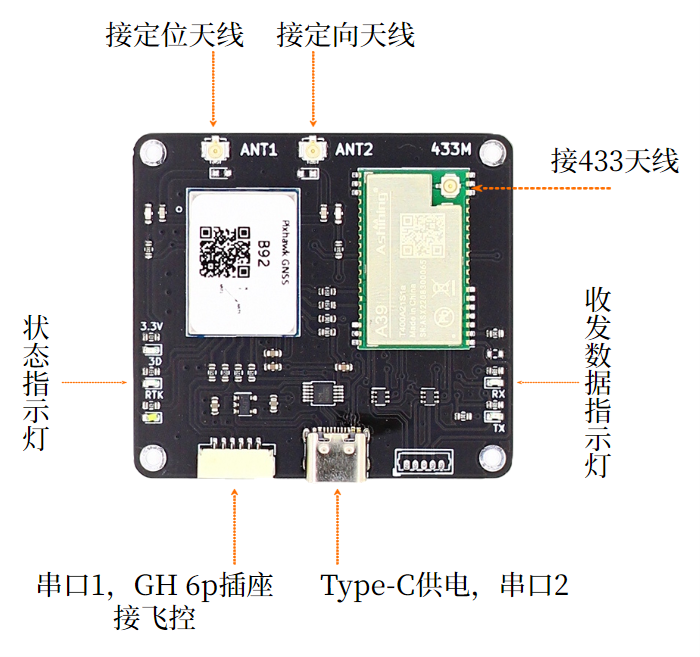 接定位天线
接定向天线
ANT1
ANT2
433M
接433天线
Pixhawk GNSS
B92
A39
Made in China
状态指示灯
3.3V
3D
RTK
收发数据指示灯
RX
TX
串口1，GH 6p插座
接飞控
Type-C供电，串口2